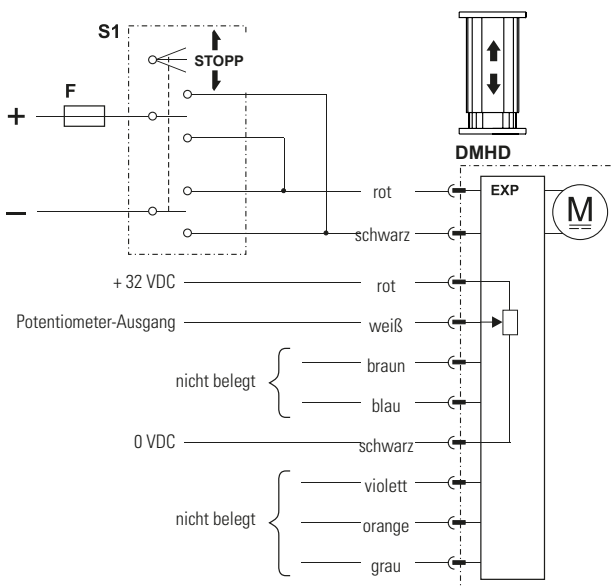 S1
STOPP
F
+
–
DMHD
EXP
M
rot
schwarz
+ 32 VDC
rot
Potentiometer-Ausgang
weiß
nicht belegt
braun
blau
0 VDC
schwarz
nicht belegt
violett
orange
grau